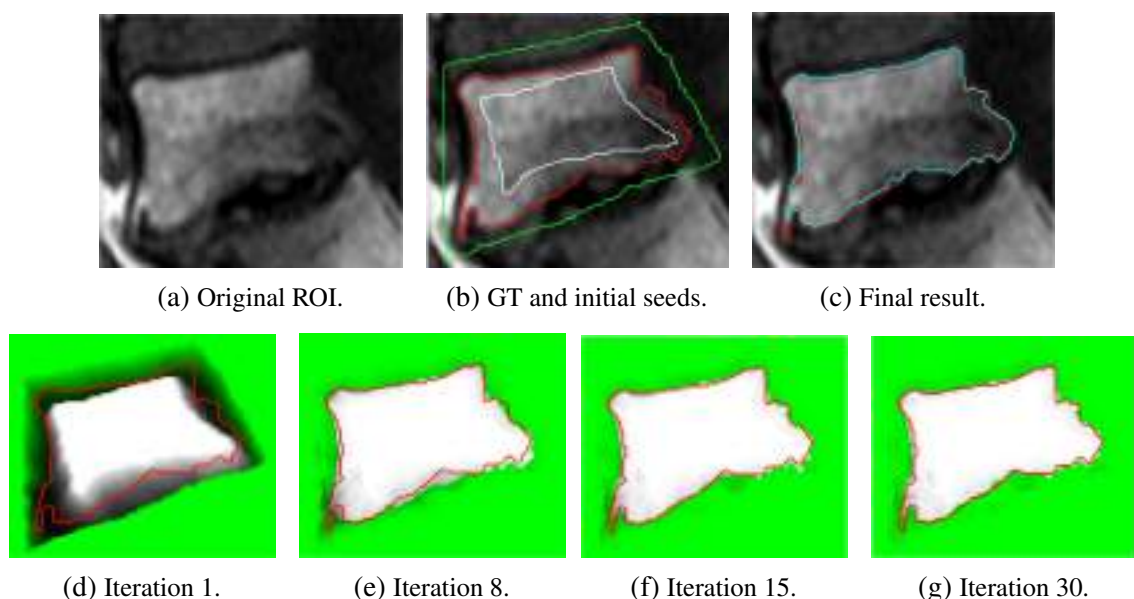 (a) Original ROI.
(b) GT and initial seeds.
(c) Final result.
(d) Iteration 1.
(e) Iteration 8.
(f) Iteration 15.
(g) Iteration 30.